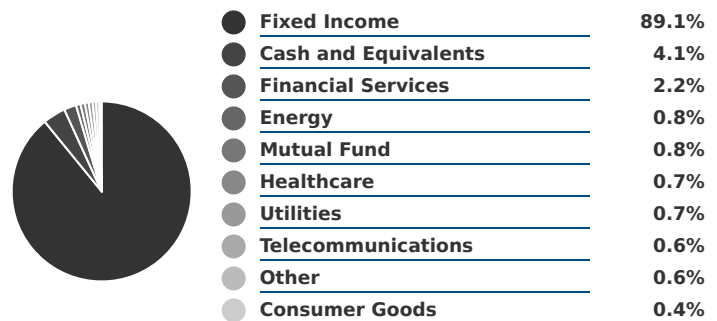 Fixed Income 89.1%
Cash and Equivalents 4.1%
Financial Services 2.2%
Energy 0.8%
Mutual Fund 0.8%
Healthcare 0.7%
Utilities 0.7%
Telecommunications 0.6%
Other 0.6%
Consumer Goods 0.4%